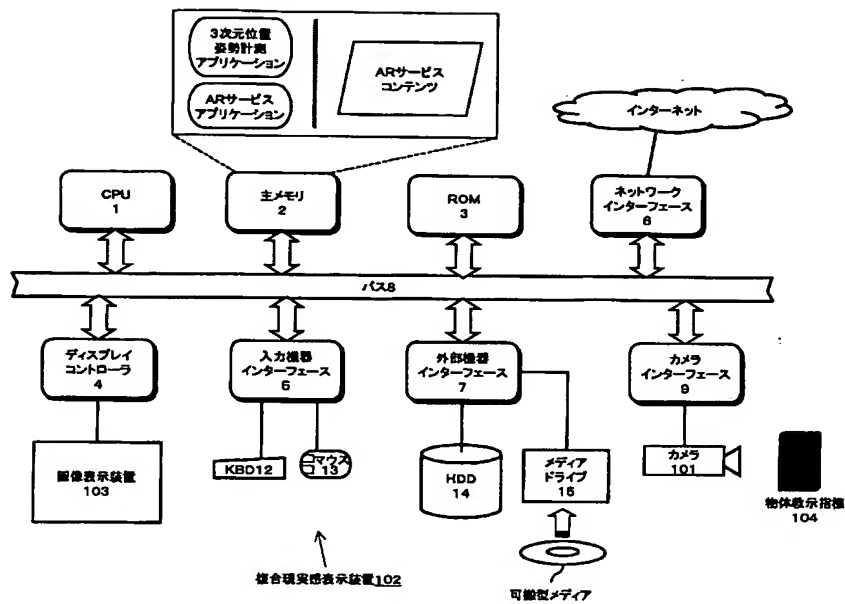 3次元位置
姿勢計測
アプリケーション
ARサービス
アプリケーション
ARサービス
コンテンツ
インターネット
CPU
1
主メモリ
2
ROM
3
ネットワーク
インターフェース
6
バス8
ディスプレイ
コントローラ
4
入力機器
インターフェース
5
外部機器
インターフェース
7
カメラ
インターフェース
9
画像表示装置
103
KBD12
マウス
13
HDD
14
メディア
ドライブ
15
カメラ
101
物体教示指標
104
複合現実感表示装置102
可搬型メディア